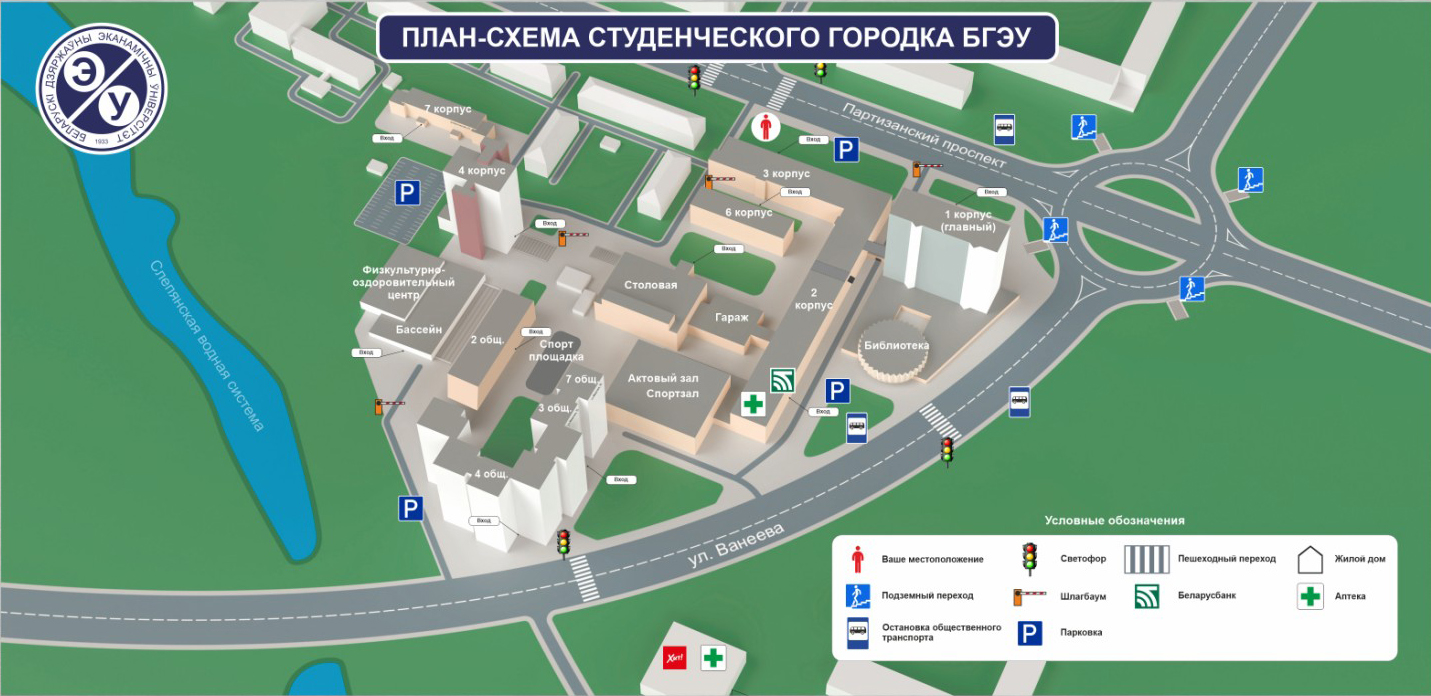 ПЛАН-СХЕМА СТУДЕНЧЕСКОГО ГОРОДКА БГЭУ
БЕЛАРУСКІ ДЗЯРЖАЎНЫ ЭКАНАМІЧНЫ УНІВЕРСІТЭТ
Э
У
1933
7 корпус
Вход
Партизанский проспект
P
Вход
4 корпус
3 корпус
P
Вход
Вход
6 корпус
1 корпус
(главный)
Вход
Вход
Физкультурно-
оздоровительный
центр
Столовая
2
корпус
Гараж
Бассейн
2 общ.
Вход
Спорт
площадка
Библиотека
Вход
Слепянская водная система
7 общ.
Актовый зал
Спортзал
3 общ.
P
Вход
4 общ.
Вход
P
Вход
ул. Ванеева
Условные обозначения
Ваше местоположение
Светофор
Пешеходный переход
Жилой дом
Подземный переход
Шлагбаум
Беларусбанк
Аптека
Остановка общественного
транспорта
P
Парковка
Хит!